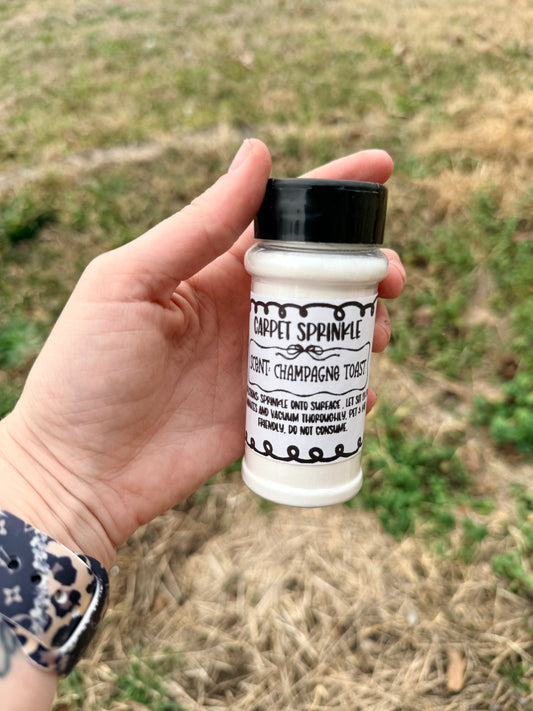 CARPET SPRINKLE
SCENT: CHAMPAGNE TOAST
SPRINKLE ONTO SURFACE, LET SIT
AND VACUUM THOROUGHLY. PET &
FRIENDLY. DO NOT CONSUME.